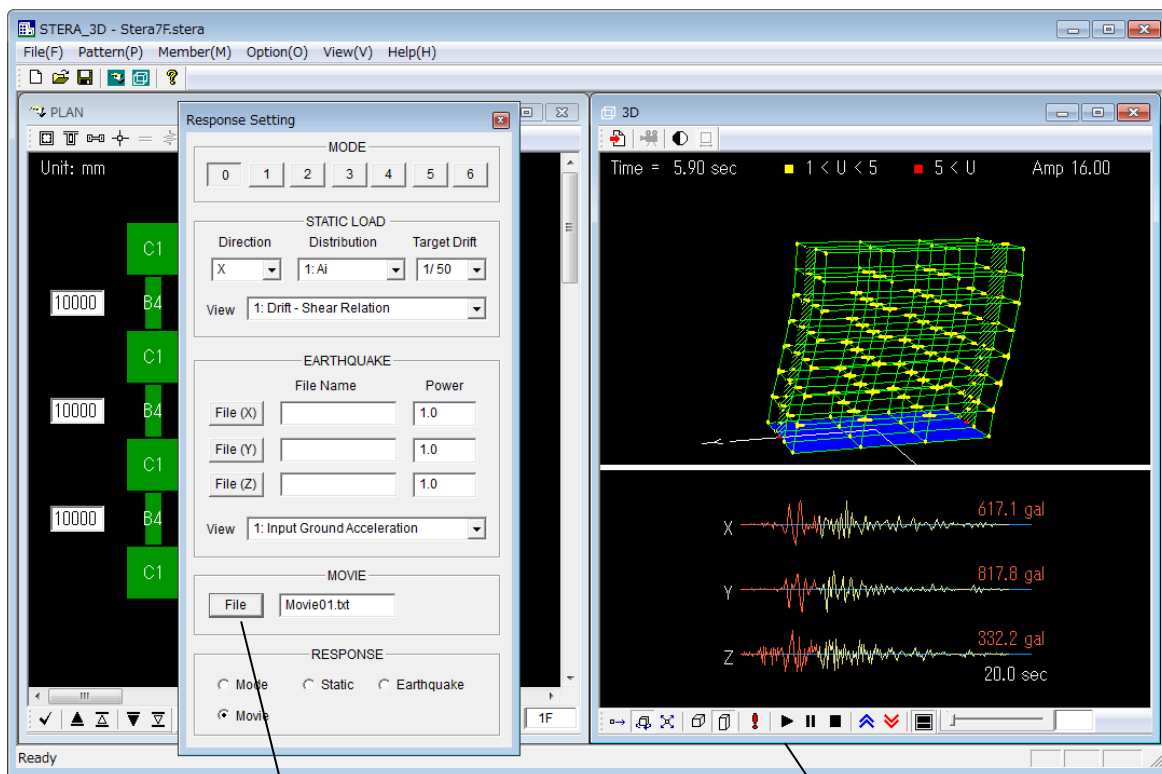 STERA_3D - Stera7F.stera
File(F) Pattern(P) Member(M) Option(O) View(V) Help(H)
PLAN
Unit: mm
C1
10000 B4
C1
10000 B4
C1
10000 B4
C1
1F
Response Setting
MODE
0 1 2 3 4 5 6
STATIC LOAD
Direction Distribution Target Drift
X 1: Ai 1/ 50
View 1: Drift - Shear Relation
EARTHQUAKE
File Name Power
File (X) 1.0
File (Y) 1.0
File (Z) 1.0
View 1: Input Ground Acceleration
MOVIE
File Movie01.txt
RESPONSE
Mode Static Earthquake
Movie
3D
Time = 5.90 sec 1 < U < 5 5 < U Amp 16.00
617.1 gal
X
817.8 gal
Y
332.2 gal
Z
20.0 sec
Ready